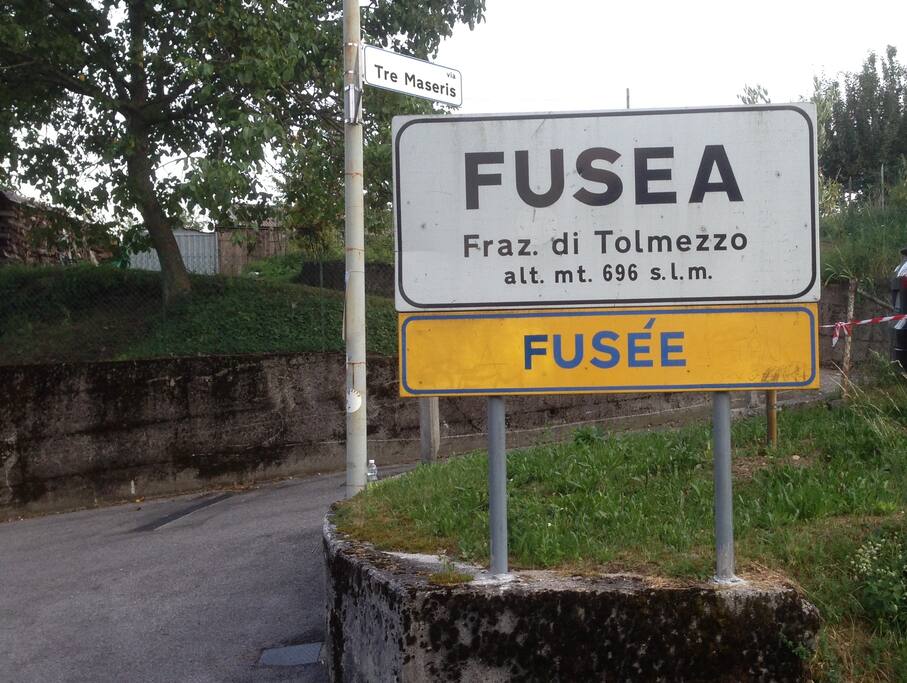 via
Tre Maseris
FUSEA
Fraz. di Tolmezzo
alt. mt. 696 s.l.m.
FUSÉE